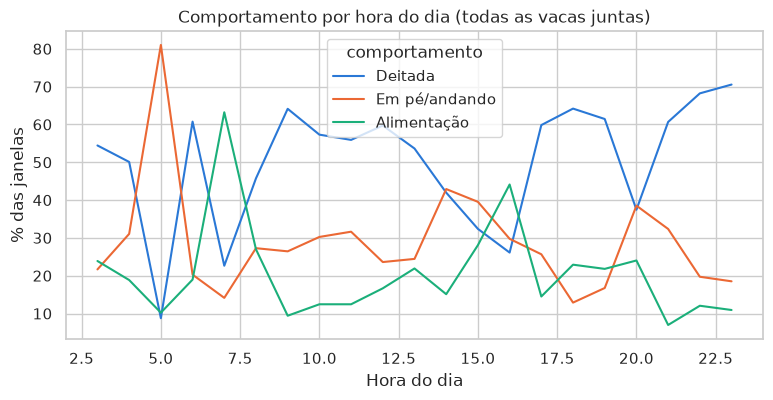 Comportamento por hora do dia (todas as vacas juntas)
comportamento
Deitada
Em pé/andando
Alimentação
% das janelas
80
70
60
50
40
30
20
10
2.5 5.0 7.5 10.0 12.5 15.0 17.5 20.0 22.5
Hora do dia